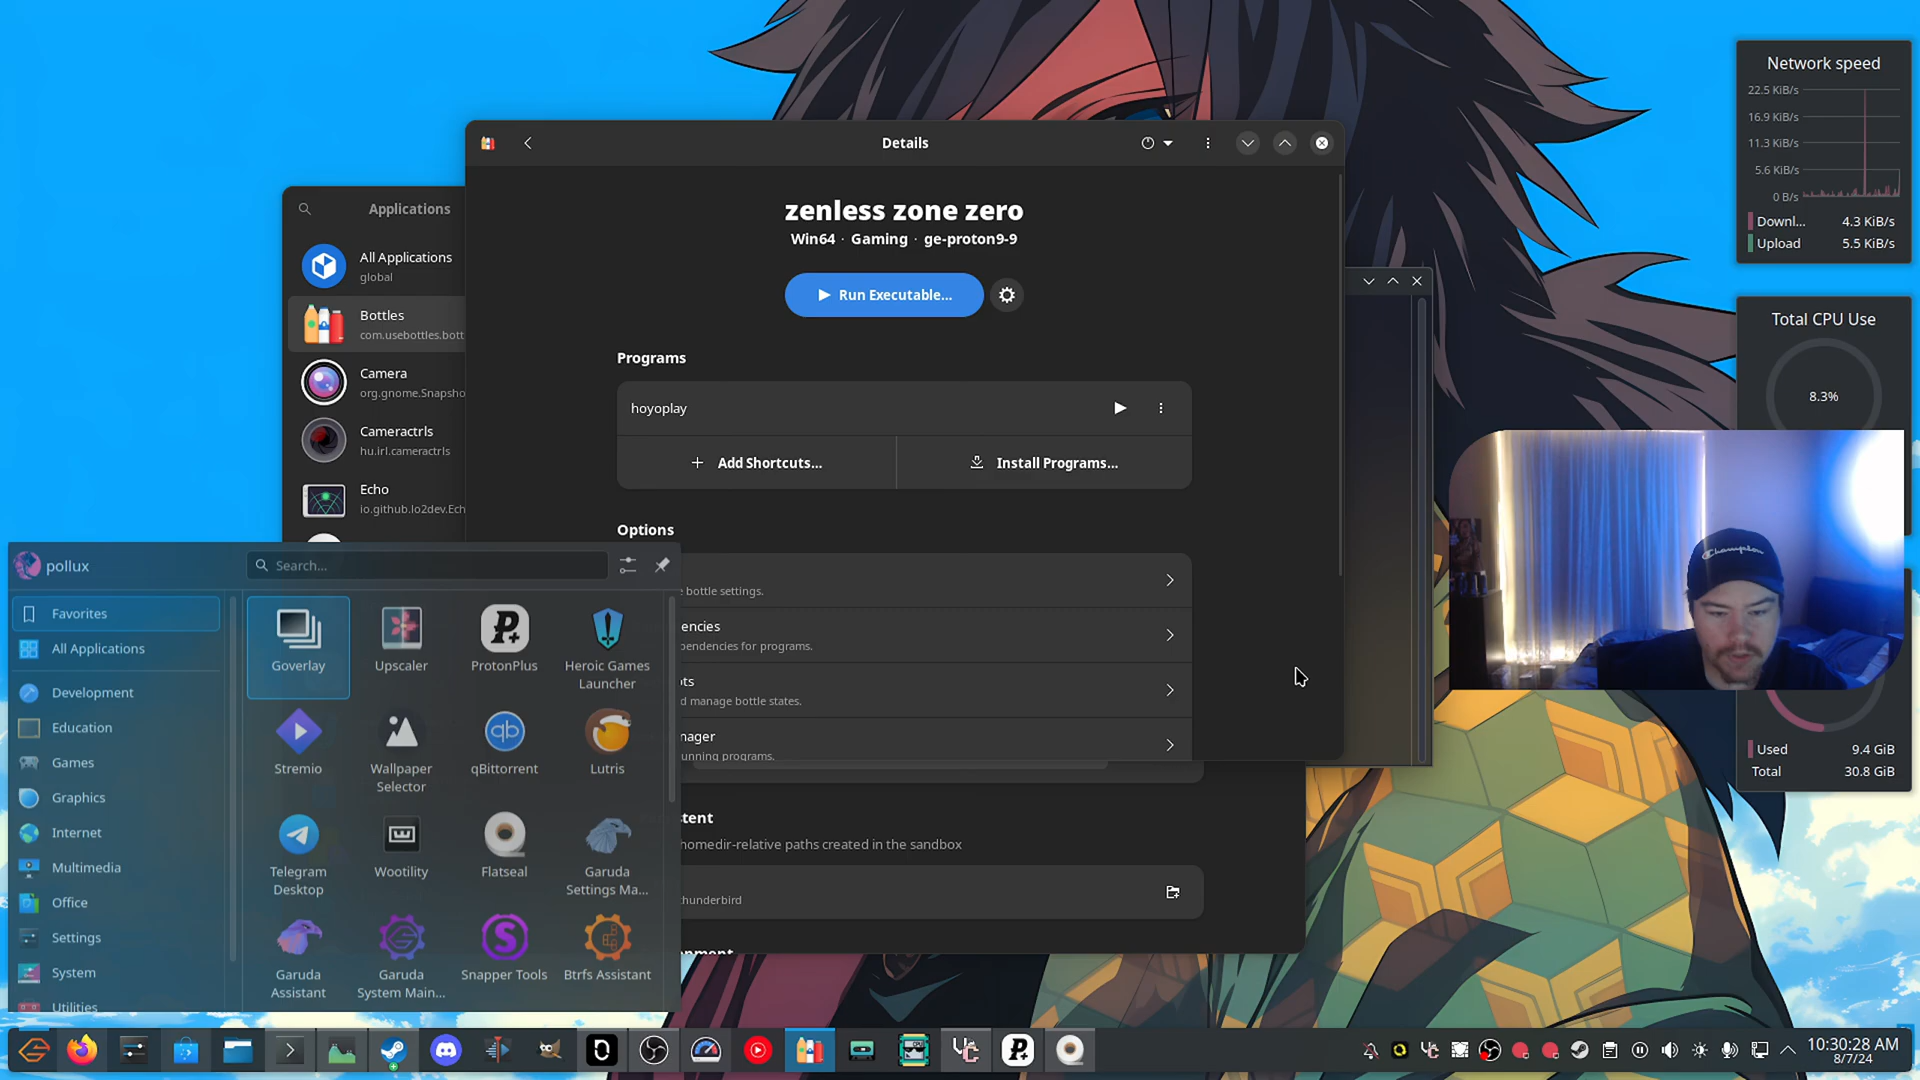 Network speed
22.5 KiB/s
16.9 KiB/s
11.3 KiB/s
5.6 KiB/s
0 B/s
Downl... 4.3 KiB/s
Upload 5.5 KiB/s
Total CPU Use
8.3%
Used 9.4 GiB
Total 30.8 GiB
Details
zenless zone zero
Win64 · Gaming · ge-proton9-9
Run Executable...
Programs
hoyoplay
Add Shortcuts...
Install Programs...
Options
e bottle settings.
encies
pendencies for programs.
ots
d manage bottle states.
nager
unning programs.
Applications
All Applications
global
Bottles
com.usebottles.bott
Camera
org.gnome.Snapsho
Cameractrls
hu.irl.cameractrls
Echo
io.github.lo2dev.Ech
stent
homedir-relative paths created in the sandbox
hunderbird
onment
pollux
Search...
Favorites
All Applications
Development
Education
Games
Graphics
Internet
Multimedia
Office
Settings
System
Utilities
Goverlay
Upscaler
ProtonPlus
Heroic Games Launcher
Stremio
Wallpaper Selector
qBittorrent
Lutris
Telegram Desktop
Wootility
Flatseal
Garuda Settings Ma...
Garuda Assistant
Garuda System Main...
Snapper Tools
Btrfs Assistant
Champion
10:30:28 AM
8/7/24